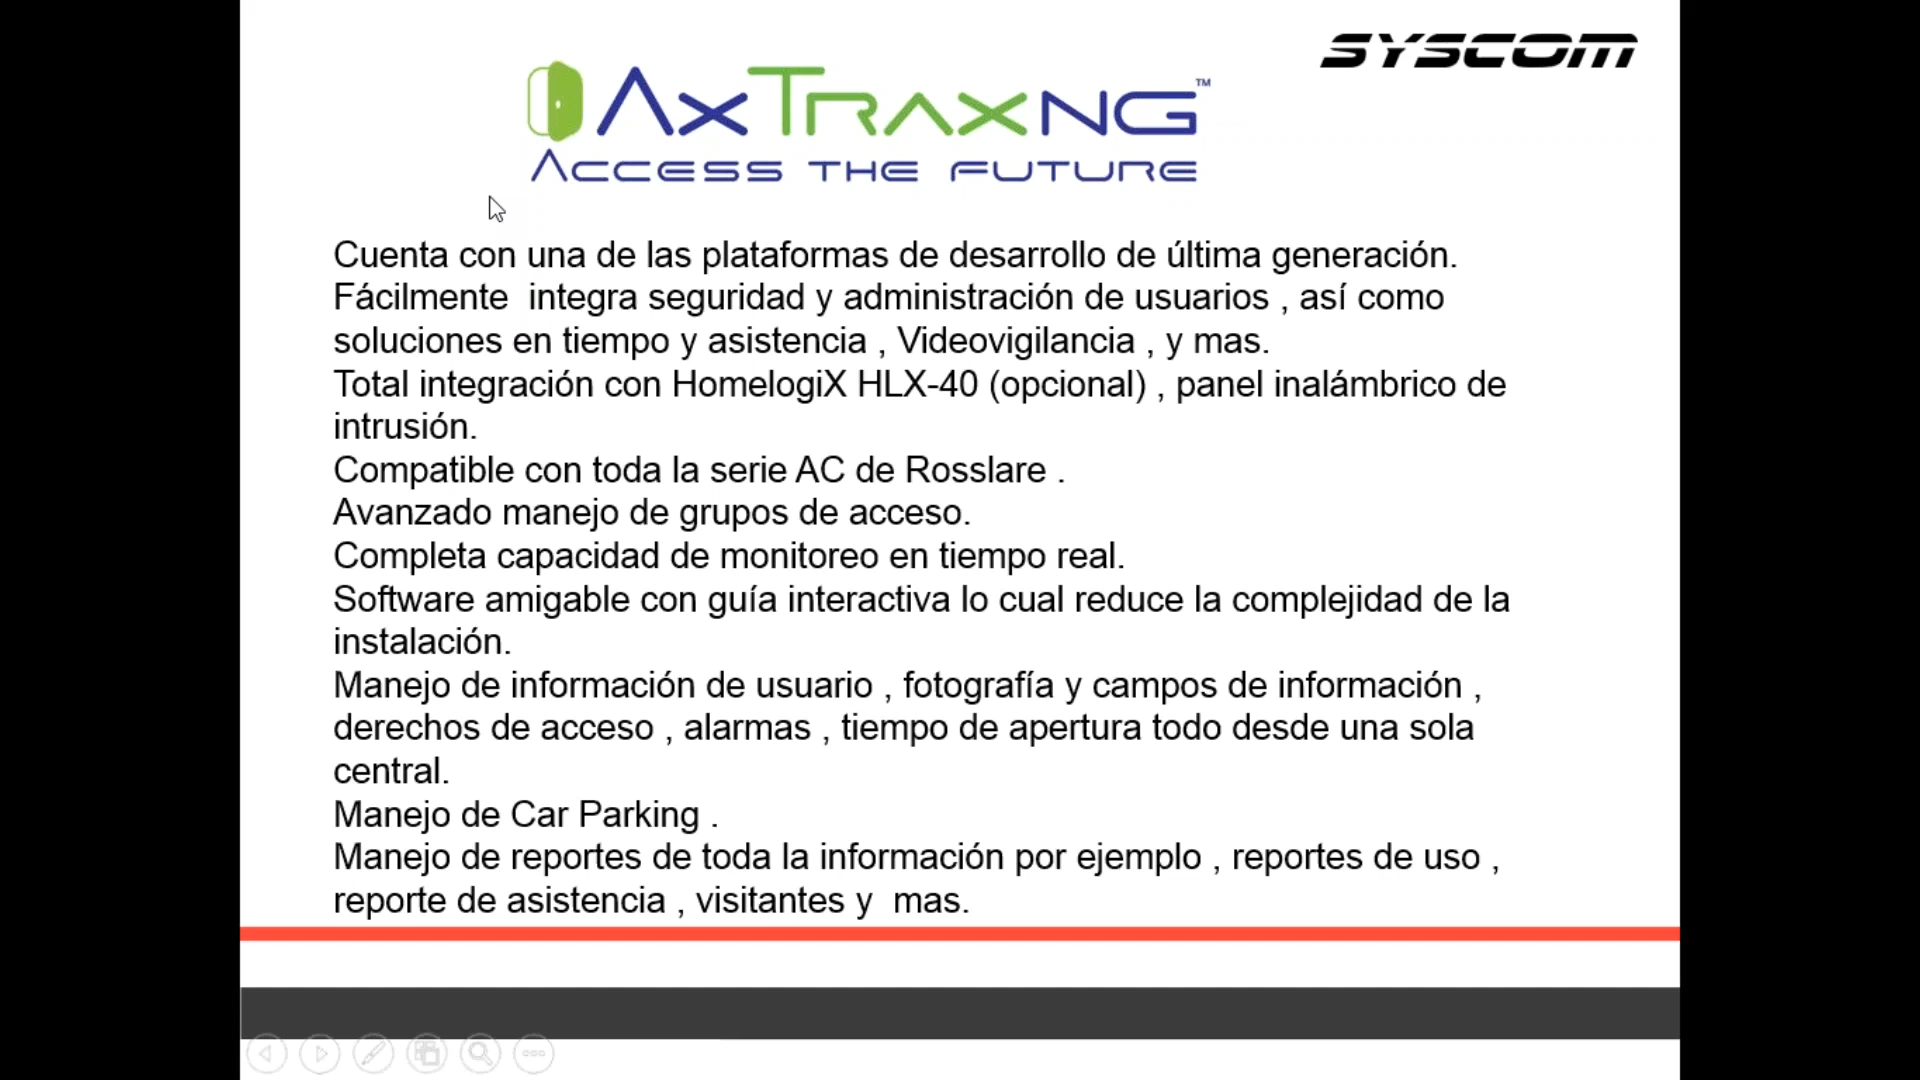 SYSCOM
AxTraxNG™
Access the Future
Cuenta con una de las plataformas de desarrollo de última generación.
Fácilmente  integra seguridad y administración de usuarios , así como
soluciones en tiempo y asistencia , Videovigilancia , y mas.
Total integración con HomelogiX HLX-40 (opcional) , panel inalámbrico de
intrusión.
Compatible con toda la serie AC de Rosslare .
Avanzado manejo de grupos de acceso.
Completa capacidad de monitoreo en tiempo real.
Software amigable con guía interactiva lo cual reduce la complejidad de la
instalación.
Manejo de información de usuario , fotografía y campos de información ,
derechos de acceso , alarmas , tiempo de apertura todo desde una sola
central.
Manejo de Car Parking .
Manejo de reportes de toda la información por ejemplo , reportes de uso ,
reporte de asistencia , visitantes y  mas.